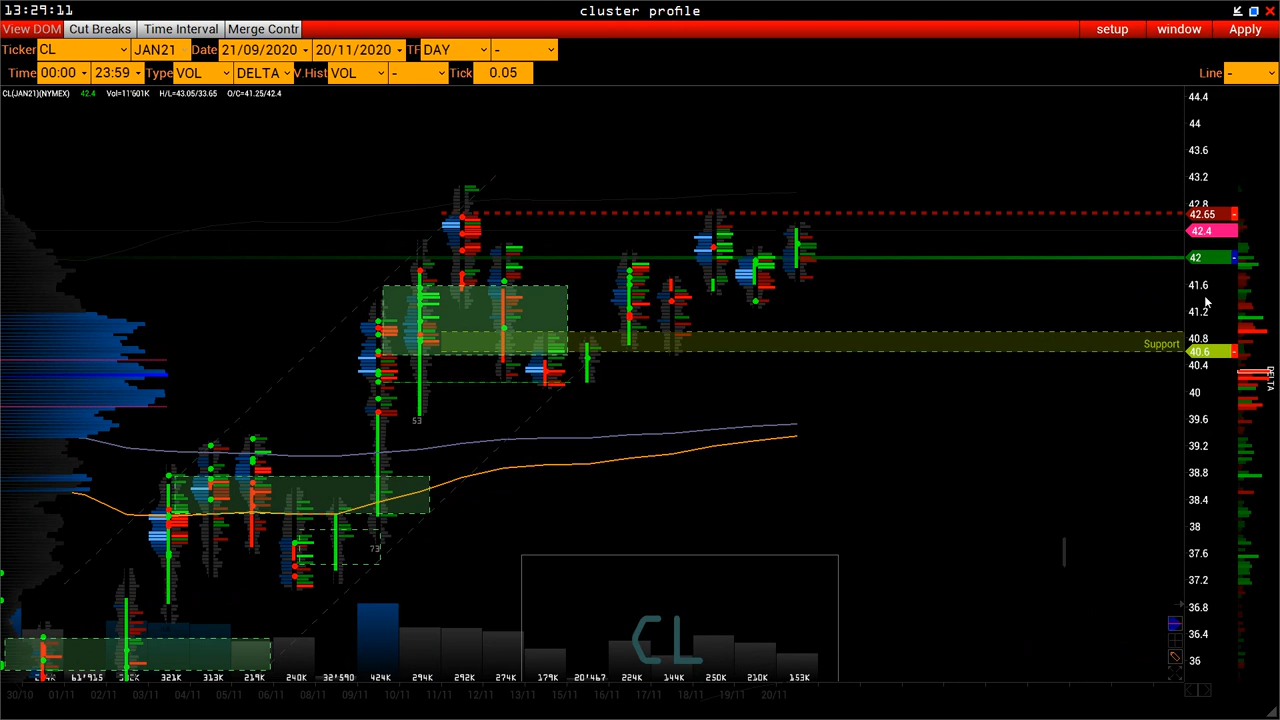 13:29:11 cluster profile
View DOM Cut Breaks Time Interval Merge Contr setup window Apply
Ticker CL JAN21 Date 21/09/2020 20/11/2020 TF DAY -
Time 00:00 23:59 Type VOL DELTA V.Hist VOL - Tick 0.05 Line -
CL(JAN21)(NYMEX) 42.4 Vol=11'601K H/L=43.05/33.65 O/C=41.25/42.4
44.4
44
43.6
43.2
42.8
42.65
42.4
42
41.6
40.8
Support
40.6
40.4
DELTA
40
39.6
53
39.2
38.8
38.4
38
73
37.6
37.2
36.8
36.4
CL
36
61'915 321K 313K 219K 240K 32'590 424K 294K 292K 274K 179K 20'467 224K 144K 250K 210K 153K
30/10 01/11 02/11 03/11 04/11 05/11 06/11 08/11 09/11 10/11 11/11 12/11 13/11 15/11 16/11 17/11 18/11 19/11 20/11